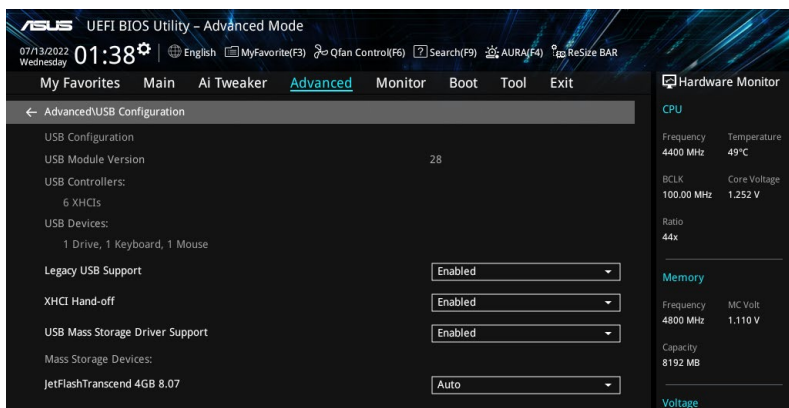 ASUS UEFI BIOS Utility – Advanced Mode
07/13/2022 Wednesday 01:38 English MyFavorite(F3) Qfan Control(F6) ? Search(F9) AURA(F4) ReSize BAR
My Favorites Main Ai Tweaker Advanced Monitor Boot Tool Exit
Hardware Monitor
← Advanced\USB Configuration
USB Configuration
USB Module Version 28
USB Controllers:
6 XHCIs
USB Devices:
1 Drive, 1 Keyboard, 1 Mouse
Legacy USB Support Enabled
XHCI Hand-off Enabled
USB Mass Storage Driver Support Enabled
Mass Storage Devices:
JetFlashTranscend 4GB 8.07 Auto
CPU
Frequency Temperature
4400 MHz 49°C
BCLK Core Voltage
100.00 MHz 1.252 V
Ratio
44x
Memory
Frequency MC Volt
4800 MHz 1.110 V
Capacity
8192 MB
Voltage